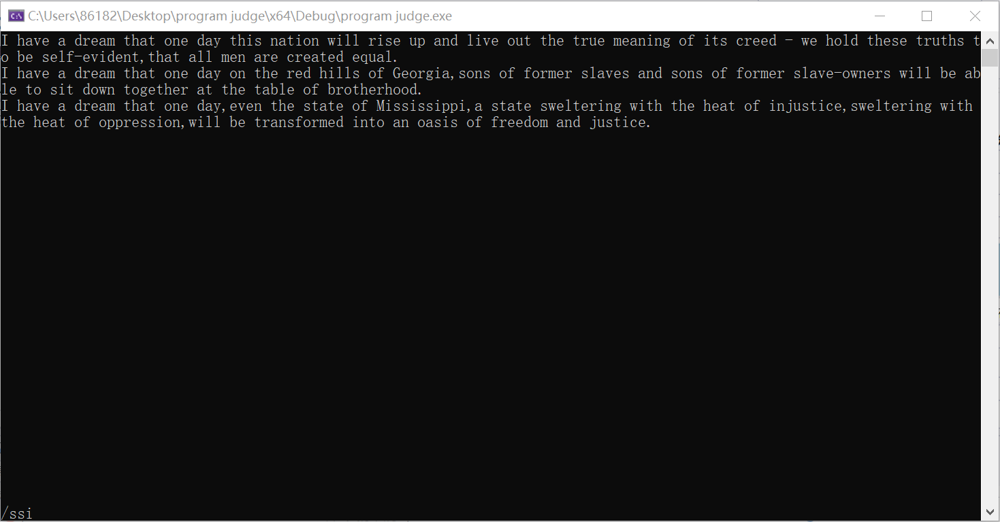 C:\Users\86182\Desktop\program judge\x64\Debug\program judge.exe
I have a dream that one day this nation will rise up and live out the true meaning of its creed - we hold these truths t
o be self-evident,that all men are created equal.
I have a dream that one day on the red hills of Georgia,sons of former slaves and sons of former slave-owners will be ab
le to sit down together at the table of brotherhood.
I have a dream that one day,even the state of Mississippi,a state sweltering with the heat of injustice,sweltering with
the heat of oppression,will be transformed into an oasis of freedom and justice.
/ssi